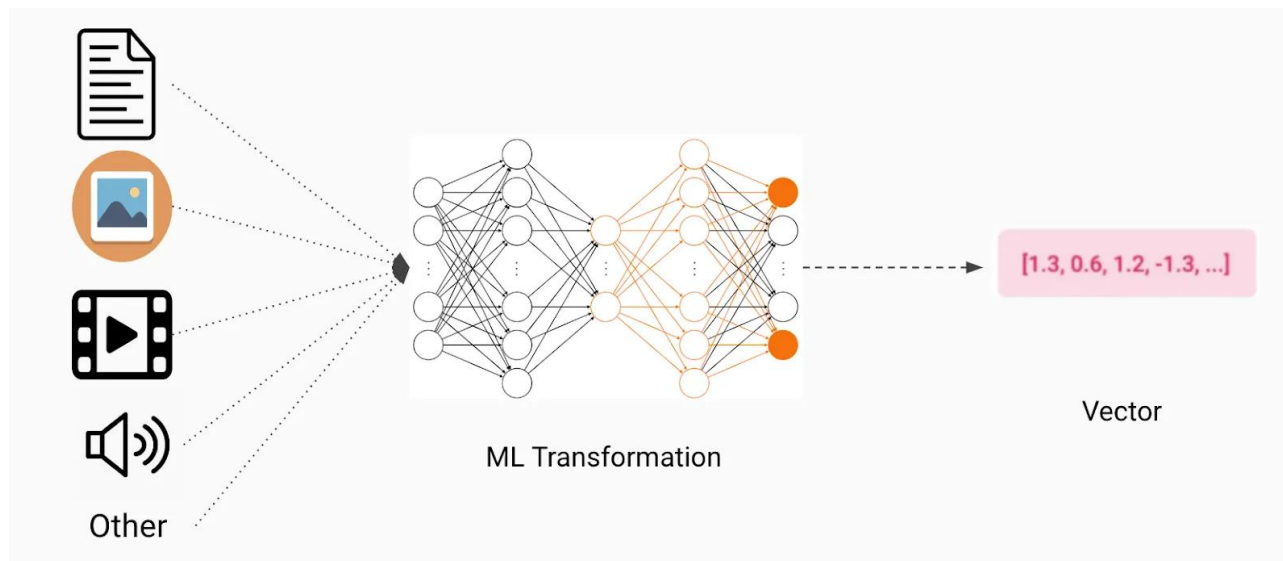 [1.3, 0.6, 1.2, -1.3, ...]
Vector
ML Transformation
Other